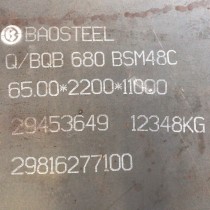 BAOSTEEL
Q/BQB 680 BSM48C
65.00*2200*11000
29453649 12348KG
29816277100